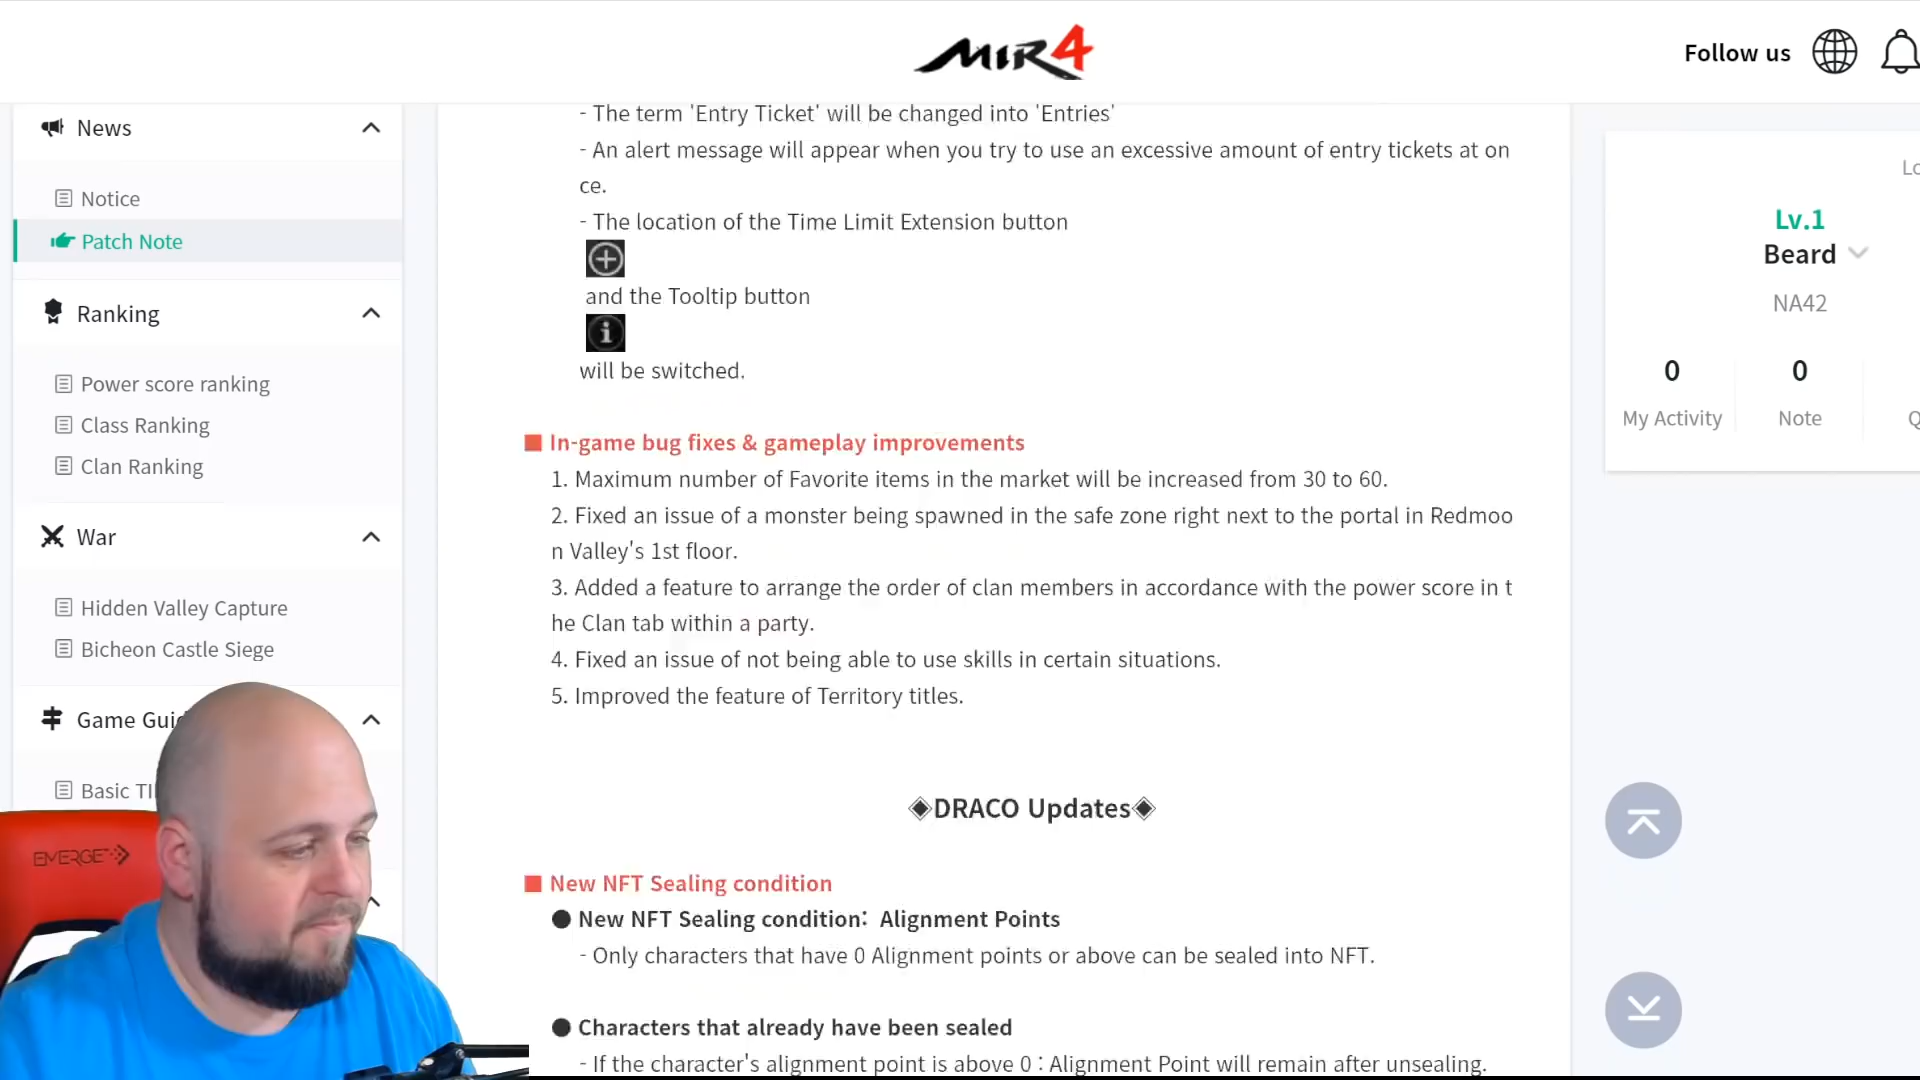 MIR4
Follow us
News
Notice
Patch Note
Ranking
Power score ranking
Class Ranking
Clan Ranking
War
Hidden Valley Capture
Bicheon Castle Siege
Game
Basic
EMERGE
- The term 'Entry Ticket' will be changed into 'Entries'
- An alert message will appear when you try to use an excessive amount of entry tickets at on
ce.
- The location of the Time Limit Extension button
and the Tooltip button
i
will be switched.
■ In-game bug fixes & gameplay improvements
1. Maximum number of Favorite items in the market will be increased from 30 to 60.
2. Fixed an issue of a monster being spawned in the safe zone right next to the portal in Redmoo
n Valley's 1st floor.
3. Added a feature to arrange the order of clan members in accordance with the power score in t
he Clan tab within a party.
4. Fixed an issue of not being able to use skills in certain situations.
5. Improved the feature of Territory titles.
◈DRACO Updates◈
■ New NFT Sealing condition
● New NFT Sealing condition: Alignment Points
- Only characters that have 0 Alignment points or above can be sealed into NFT.
● Characters that already have been sealed
- If the character's alignment point is above 0 : Alignment Point will remain after unsealing.
Lv.1
Beard
NA42
0
0
My Activity
Note